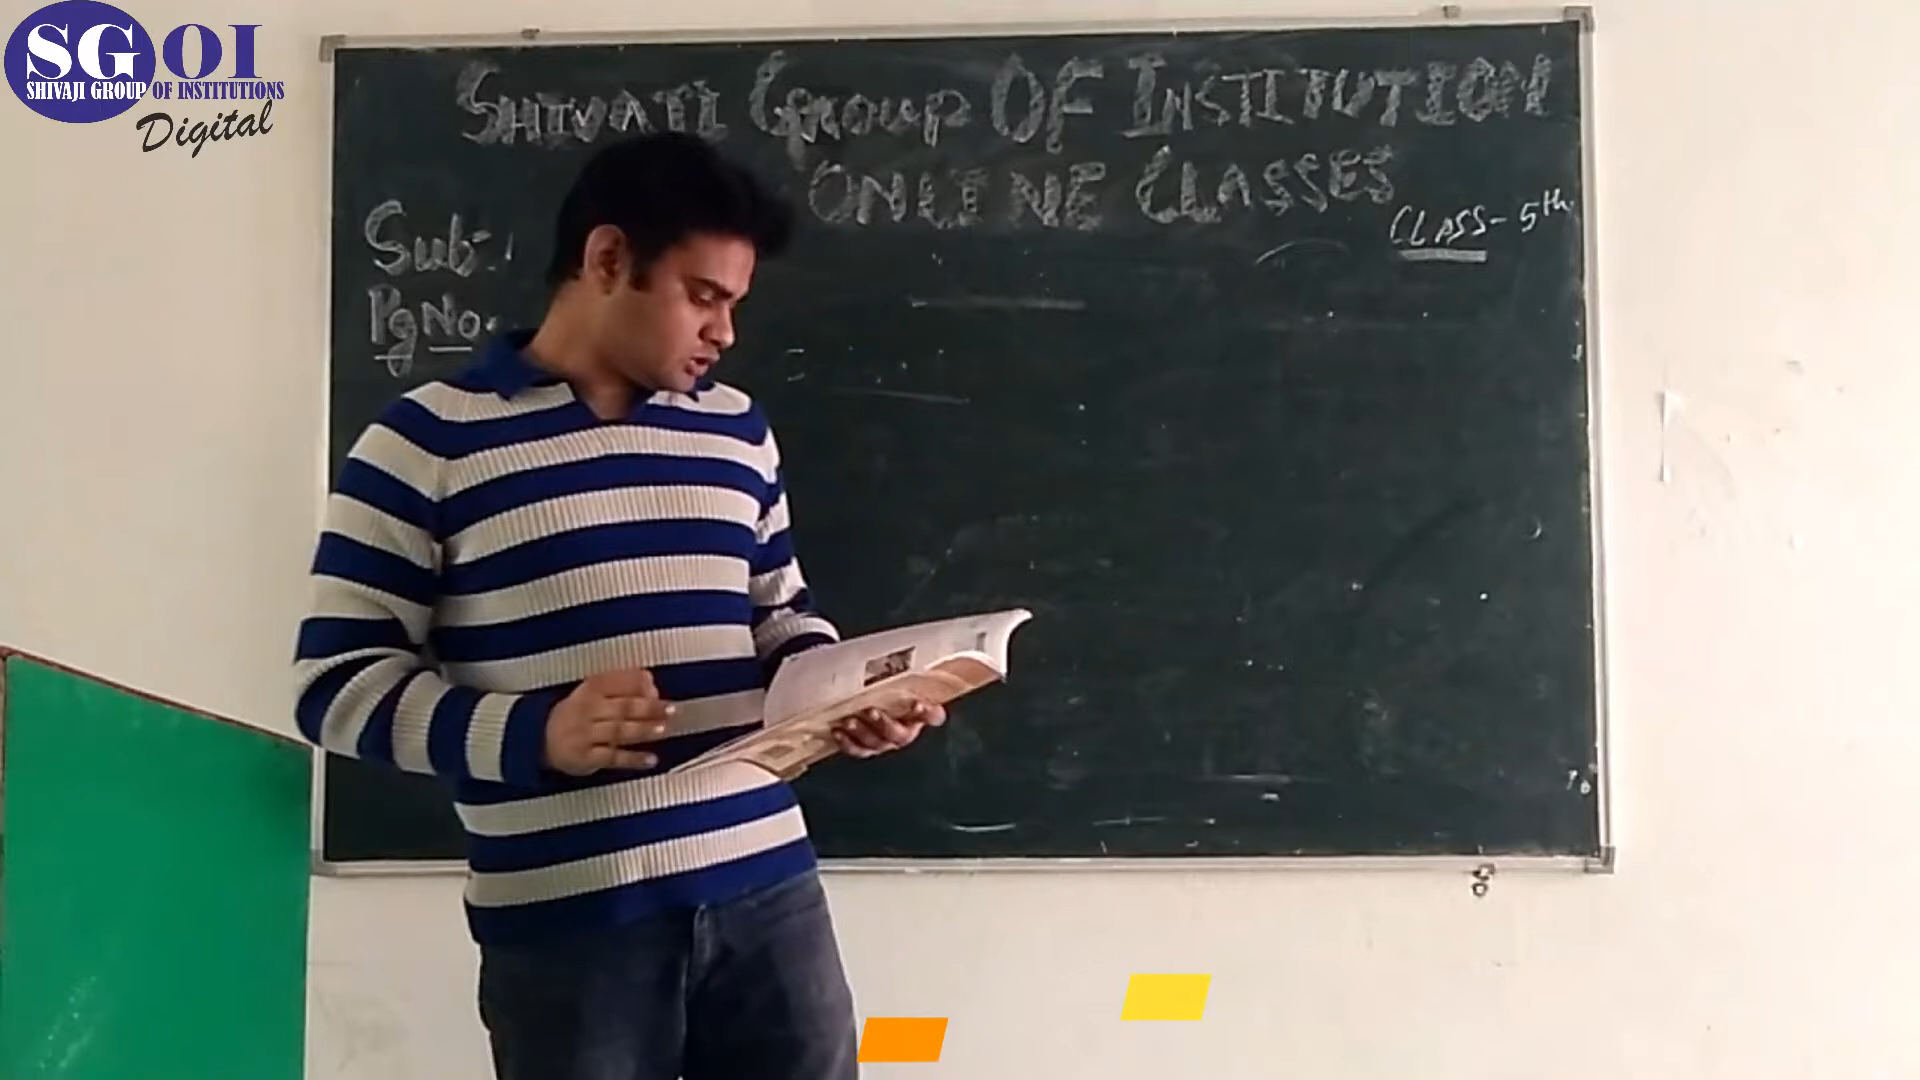 SGOI
SHIVAJI GROUP OF INSTITUTIONS
Digital
SHIVAJI GROUP OF INSTITUTION
ONLINE CLASSES
CLASS- 5th
Sub:-
Pg No.